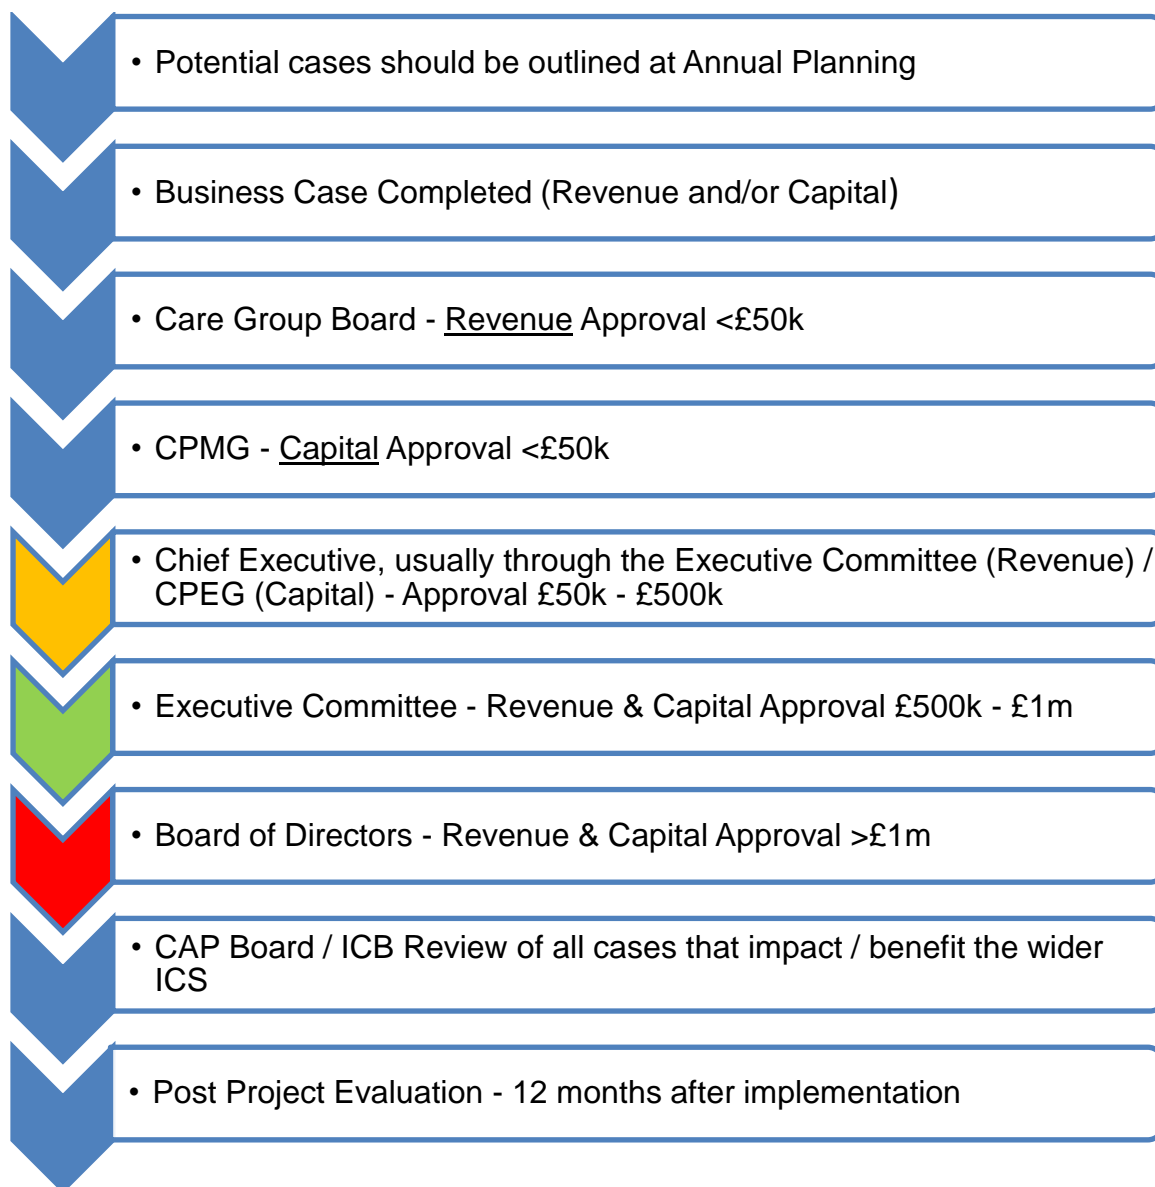 • Potential cases should be outlined at Annual Planning
• Business Case Completed (Revenue and/or Capital)
• Care Group Board - Revenue Approval <£50k
• CPMG - Capital Approval <£50k
• Chief Executive, usually through the Executive Committee (Revenue) /
CPEG (Capital) - Approval £50k - £500k
• Executive Committee - Revenue & Capital Approval £500k - £1m
• Board of Directors - Revenue & Capital Approval >£1m
• CAP Board / ICB Review of all cases that impact / benefit the wider
ICS
• Post Project Evaluation - 12 months after implementation